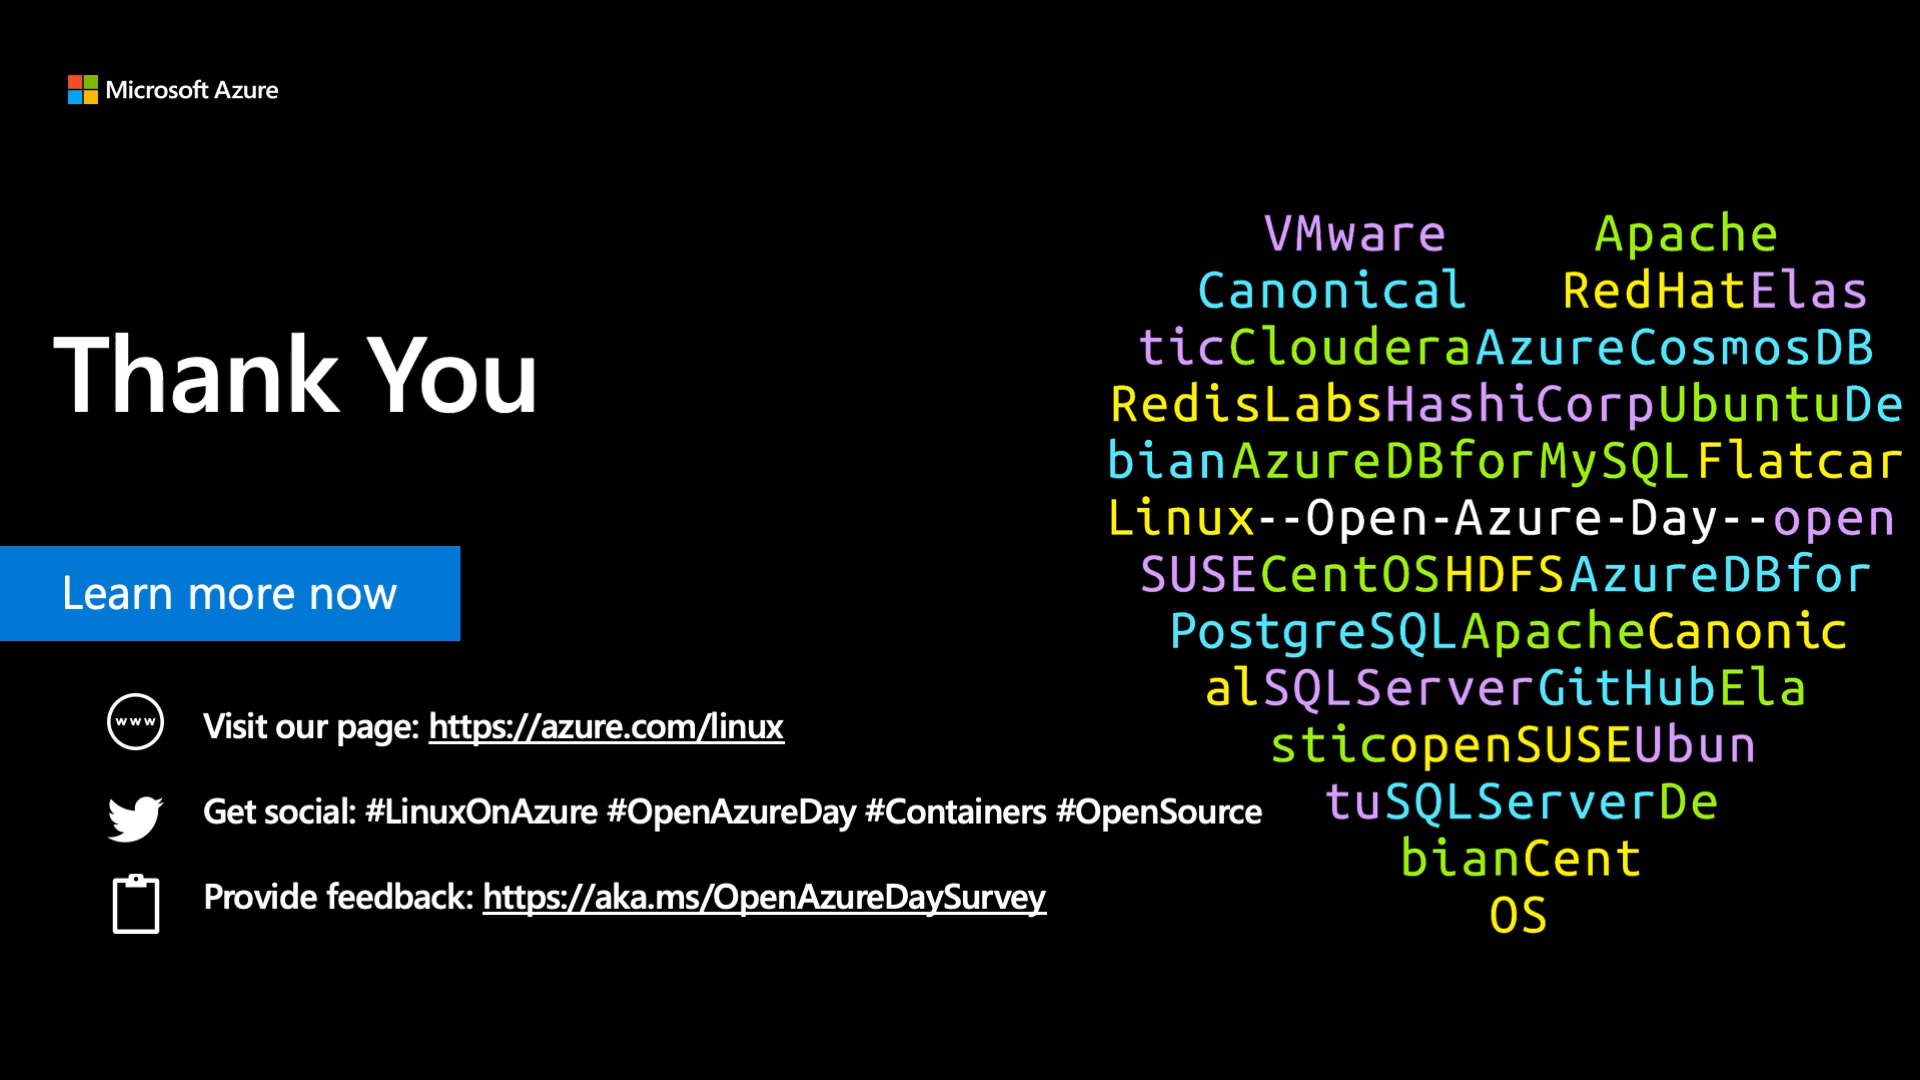 Microsoft Azure
Thank You
Learn more now
www
Visit our page: https://azure.com/linux
Get social: #LinuxOnAzure #OpenAzureDay #Containers #OpenSource
Provide feedback: https://aka.ms/OpenAzureDaySurvey
VMware Apache
Canonical RedHatElas
ticClouderaAzureCosmosDB
RedisLabsHashiCorpUbuntuDe
bianAzureDBforMySQLFlatcar
Linux--Open-Azure-Day--open
SUSECentOSHDFSAzureDBfor
PostgreSQLApacheCanonic
alSQLServerGitHubEla
sticopenSUSEUbun
tuSQLServerDe
bianCent
OS